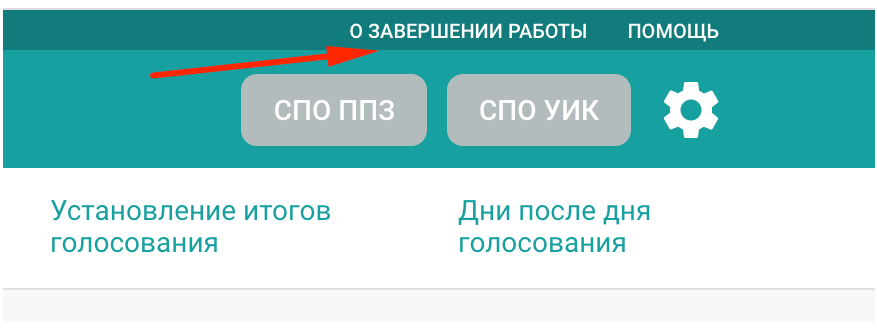 О ЗАВЕРШЕНИИ РАБОТЫ ПОМОЩЬ
СПО ППЗ СПО УИК
Установление итогов
голосования
Дни после дня
голосования